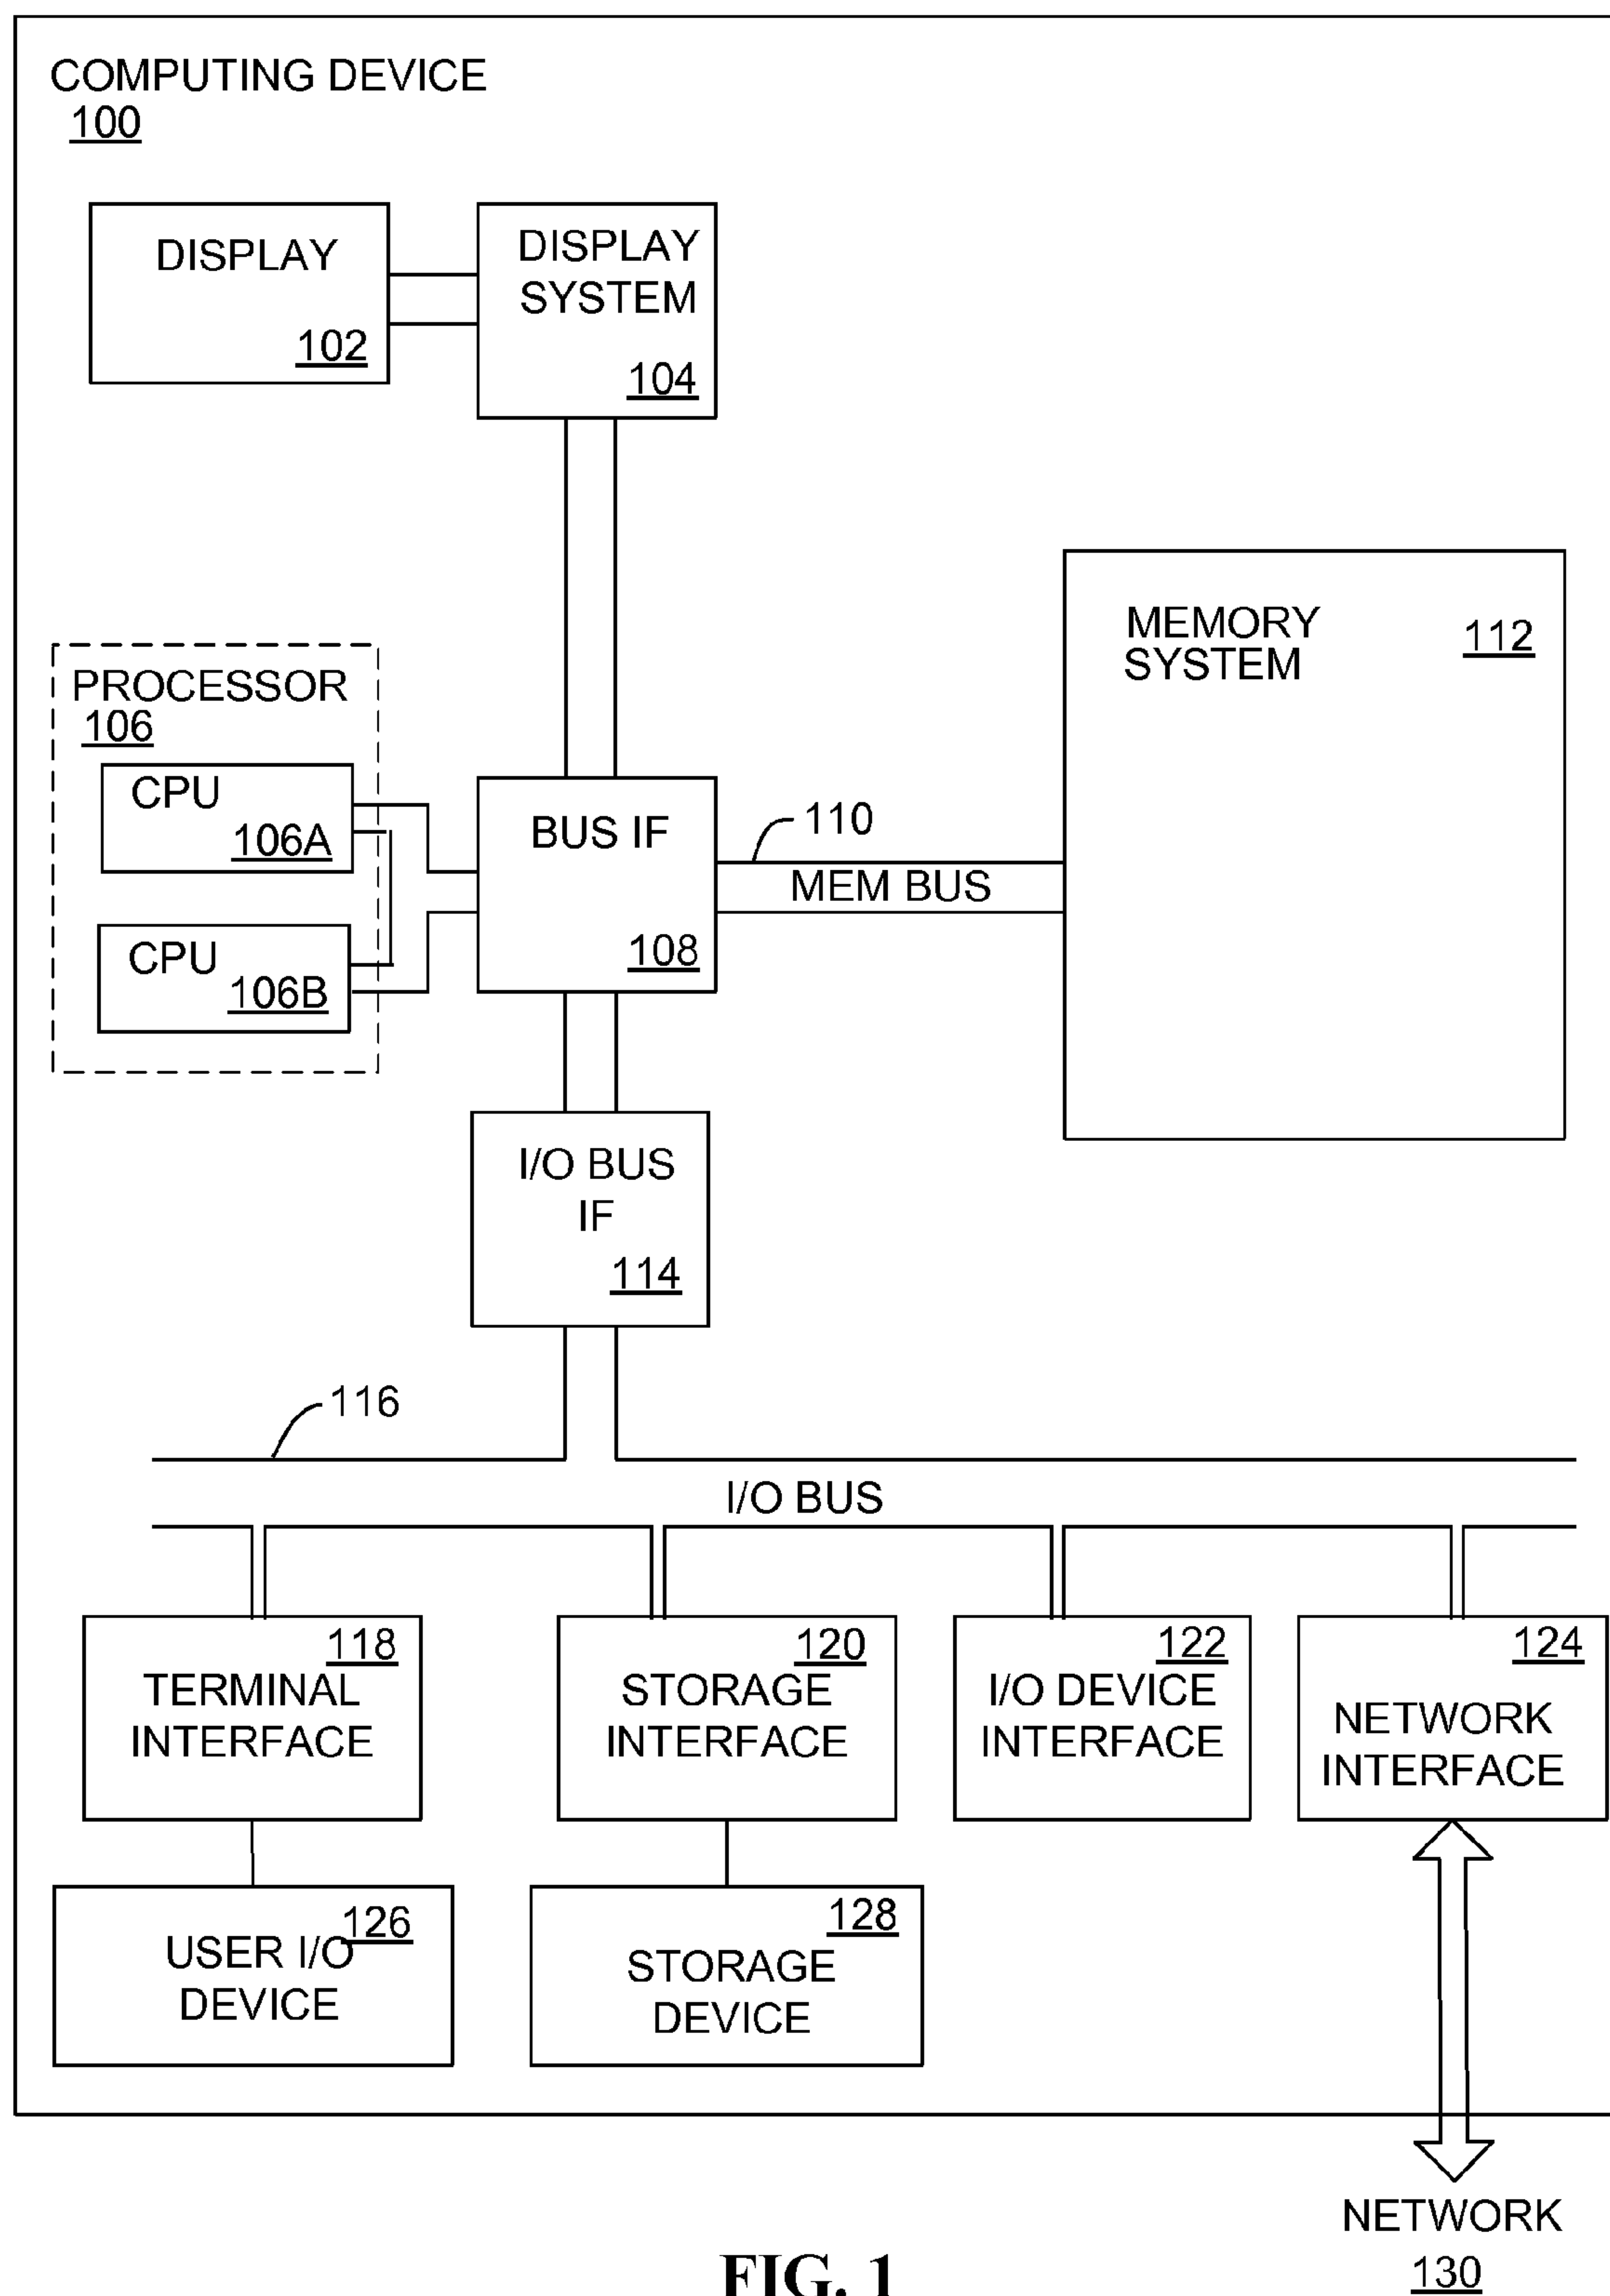 COMPUTING DEVICE
100
DISPLAY
102
DISPLAY
SYSTEM
104
MEMORY
SYSTEM
112
PROCESSOR
106
CPU
106A
CPU
106B
BUS IF
108
110
MEM BUS
I/O BUS
IF
114
116
I/O BUS
118
TERMINAL
INTERFACE
120
STORAGE
INTERFACE
122
I/O DEVICE
INTERFACE
124
NETWORK
INTERFACE
126
USER I/O
DEVICE
128
STORAGE
DEVICE
NETWORK
130
FIG. 1